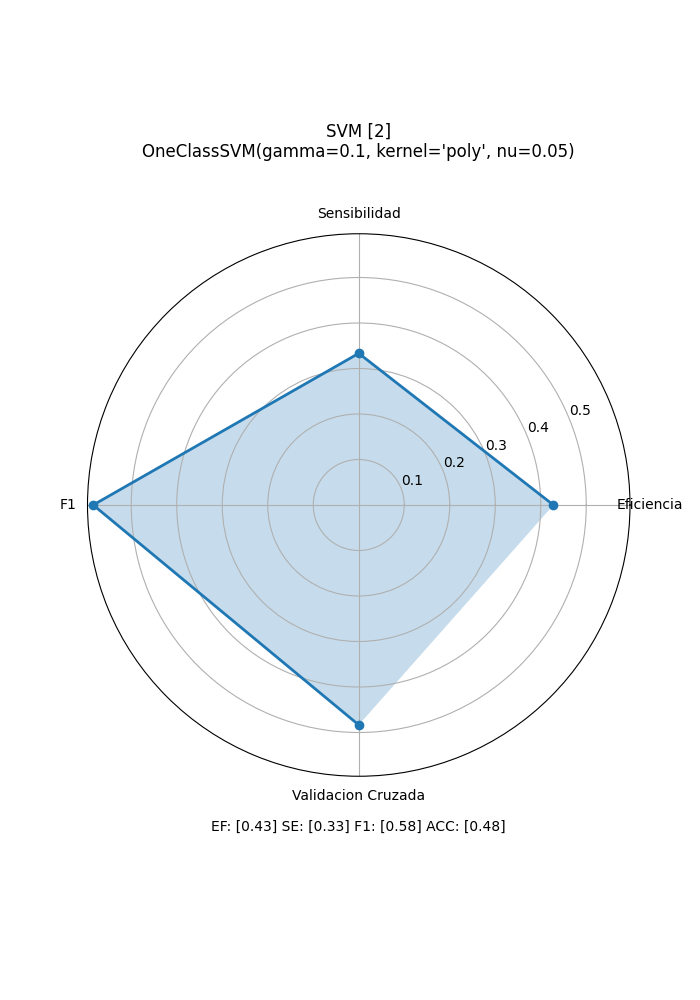 SVM [2]
OneClassSVM(gamma=0.1, kernel='poly', nu=0.05)
Sensibilidad
0.5
0.4
0.3
0.2
0.1
F1
Eficiencia
Validacion Cruzada
EF: [0.43] SE: [0.33] F1: [0.58] ACC: [0.48]